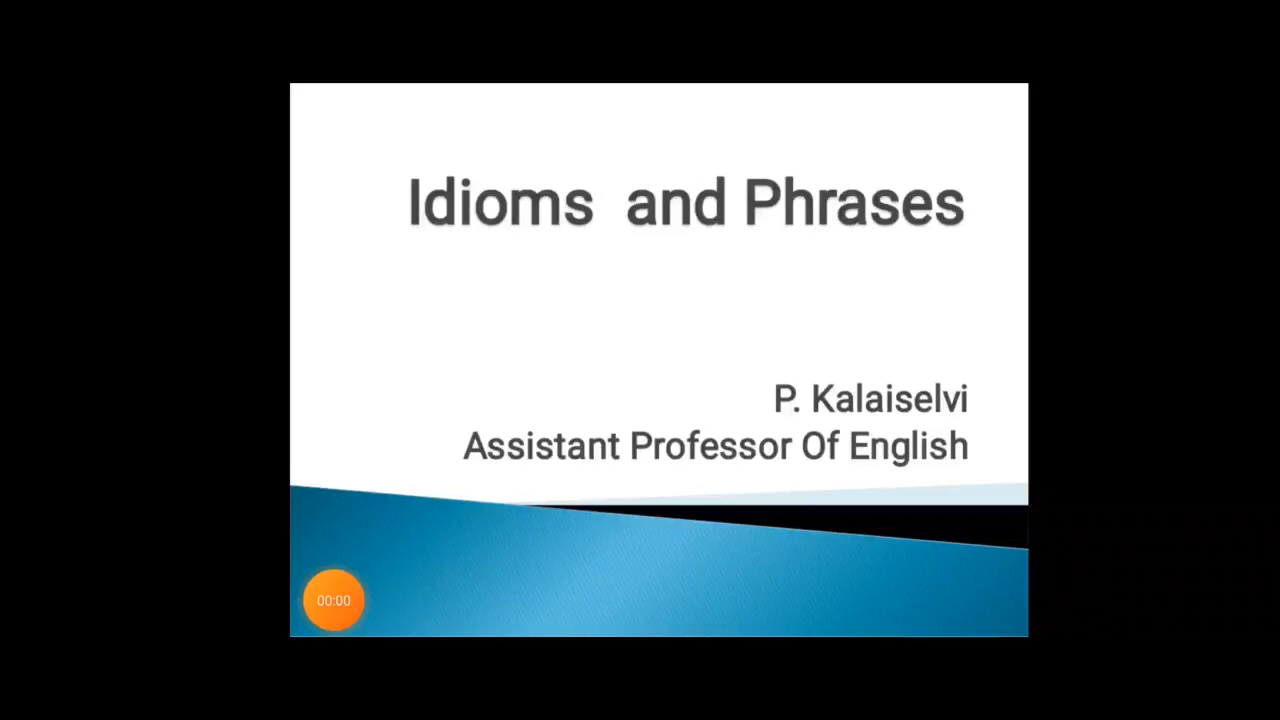 Idioms and Phrases
P. Kalaiselvi
Assistant Professor Of English
00:00